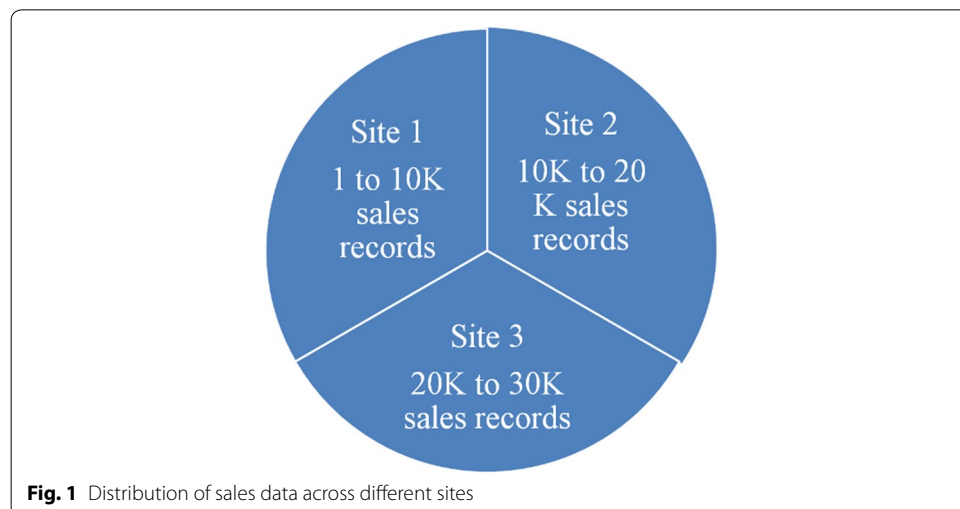 Site 1
1 to 10K
sales
records
Site 2
10K to 20
K sales
records
Site 3
20K to 30K
sales records
Fig. 1 Distribution of sales data across different sites